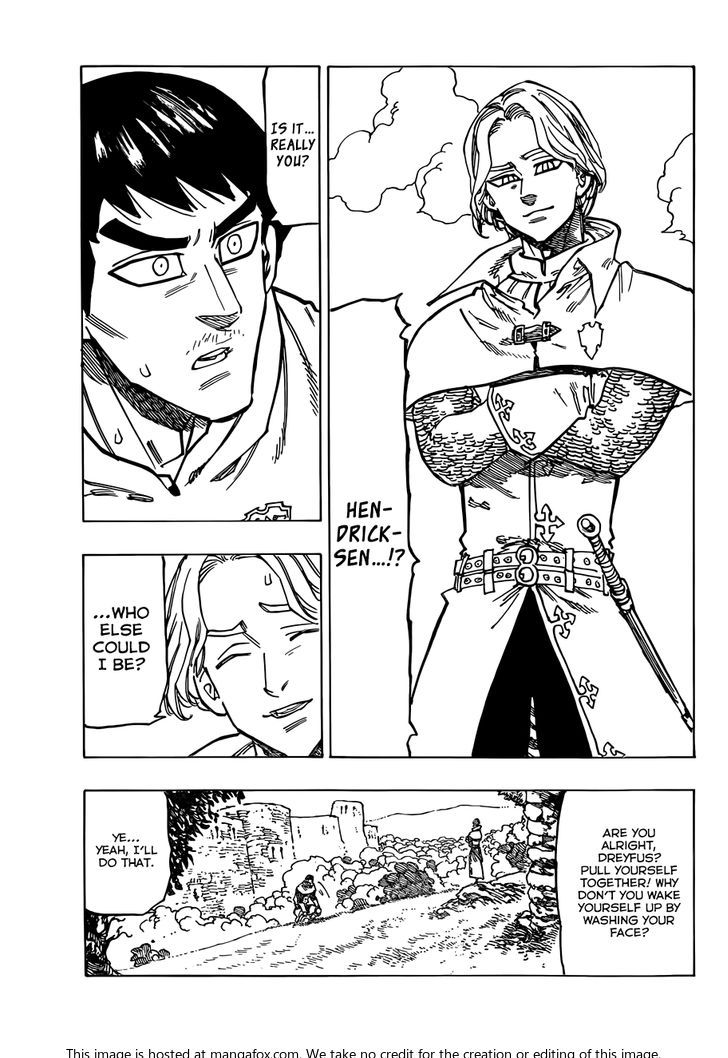 HEN-
DRICK-
SEN...!?
IS IT...
REALLY
YOU?
...WHO
ELSE
COULD
I BE?
ARE YOU
ALRIGHT,
DREYFUS?
PULL YOURSELF
TOGETHER! WHY
DON'T YOU WAKE
YOURSELF UP BY
WASHING YOUR
FACE?
YE...
YEAH, I'LL
DO THAT.
This image is hosted at mangafox.com. We take no credit for the creation or editing of this image.